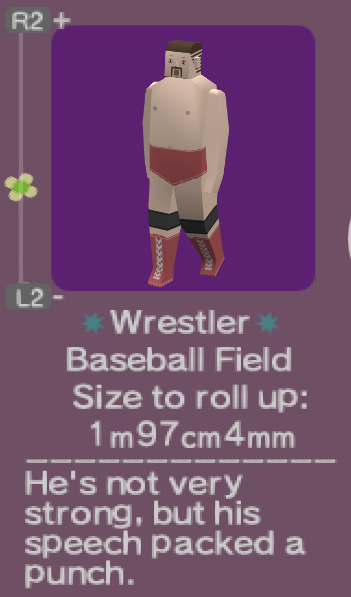 R2 +
L2 -
Wrestler
Baseball Field
Size to roll up:
1m97cm4mm
He's not very
strong, but his
speech packed a
punch.